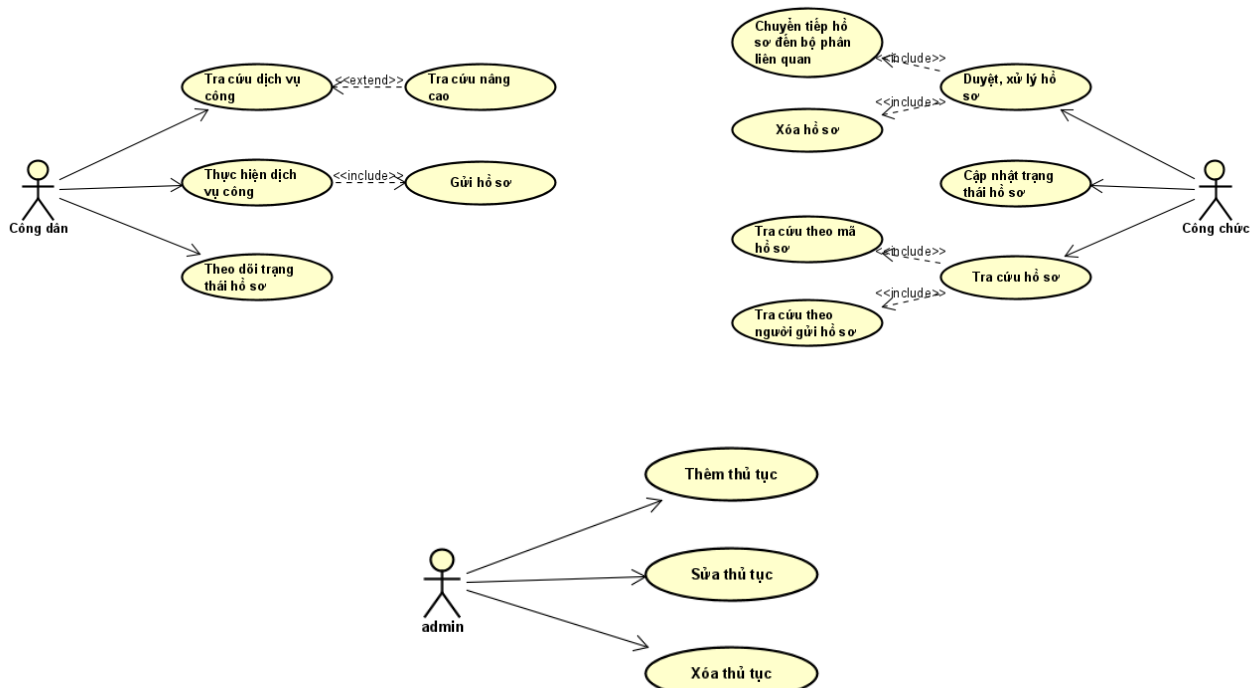 Chuyển tiếp hồ
sơ đến bộ phân
liên quan
Tra cứu dịch vụ
công
<<extend>>
Tra cứu nâng
cao
<<include>>
Duyệt, xử lý hồ
sơ
<<include>>
Xóa hồ sơ
Thực hiện dịch
vụ công
<<include>>
Gửi hồ sơ
Cập nhật trạng
thái hồ sơ
Công dân
Công chức
Theo dõi trạng
thái hồ sơ
Tra cứu theo mã
hồ sơ
<<include>>
Tra cứu hồ sơ
<<include>>
Tra cứu theo
người gửi hồ sơ
Thêm thủ tục
Sửa thủ tục
admin
Xóa thủ tục